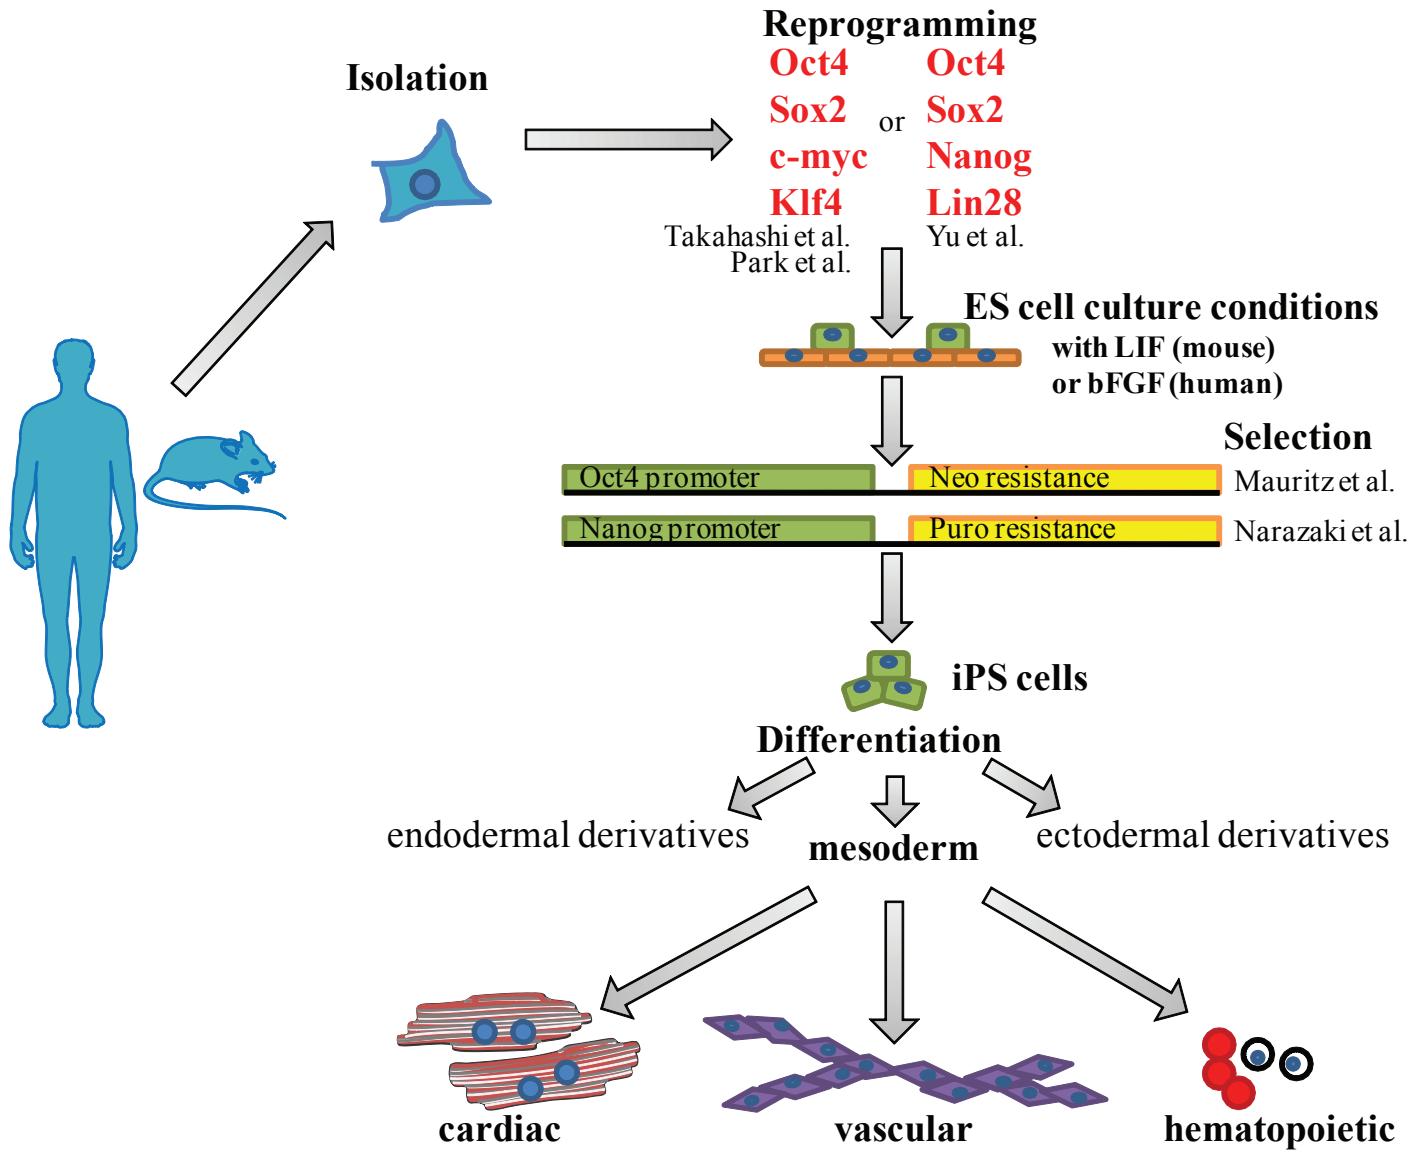 Reprogramming
Isolation
Oct4
Sox2
c-myc
Klf4
or
Oct4
Sox2
Nanog
Lin28
Takahashi et al.
Park et al.
Yu et al.
ES cell culture conditions
with LIF (mouse)
or bFGF (human)
Selection
Oct4 promoter Neo resistance Mauritz et al.
Nanog promoter Puro resistance Narazaki et al.
iPS cells
Differentiation
endodermal derivatives
mesoderm
ectodermal derivatives
cardiac
vascular
hematopoietic